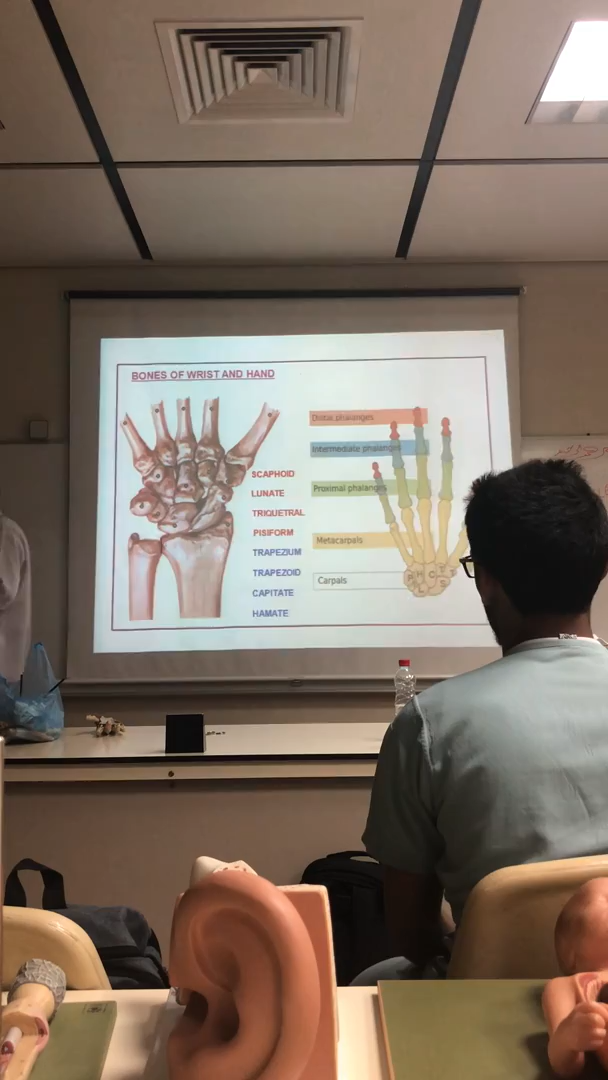 BONES OF WRIST AND HAND
SCAPHOID
LUNATE
TRIQUETRAL
PISIFORM
TRAPEZIUM
TRAPEZOID
CAPITATE
HAMATE
Distal phalanges
Intermediate phalanges
Proximal phalanges
Metacarpals
Carpals